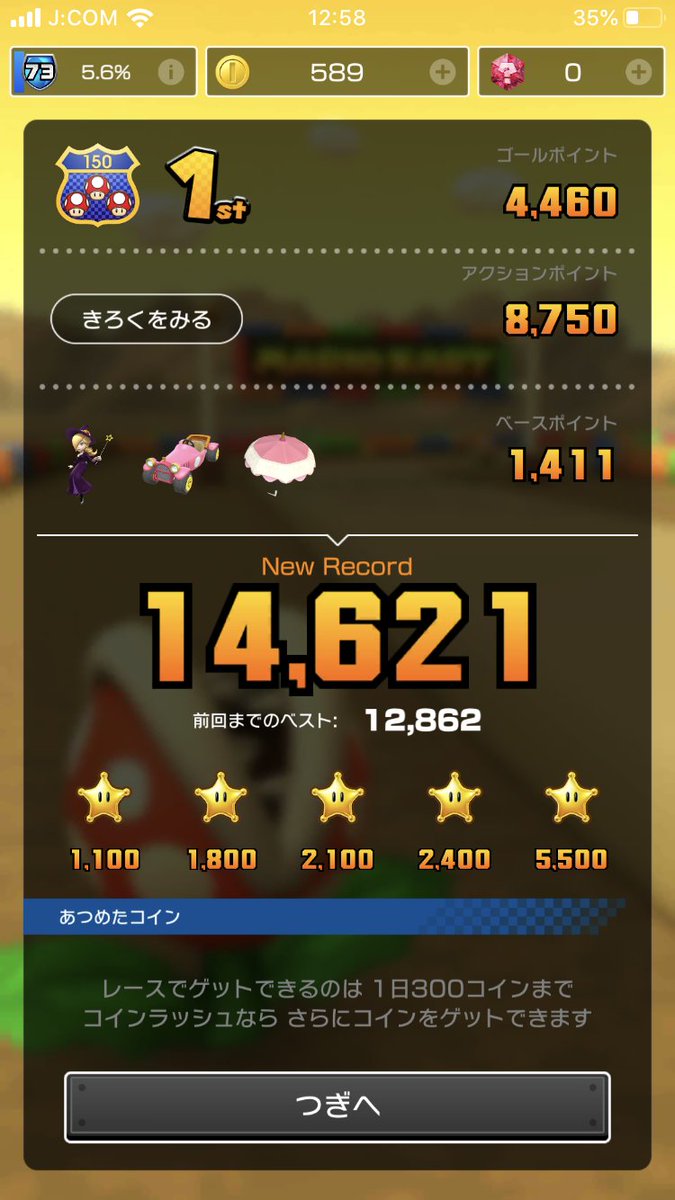 J:COM 12:58 35%
73 5.6% i 589 + ? 0 +
150 1st ゴールポイント
4,460
アクションポイント
きろくをみる 8,750
ベースポイント
1,411
New Record
14,621
前回までのベスト: 12,862
1,100 1,800 2,100 2,400 5,500
あつめたコイン
レースでゲットできるのは 1日300コインまで
コインラッシュなら さらにコインをゲットできます
つぎへ